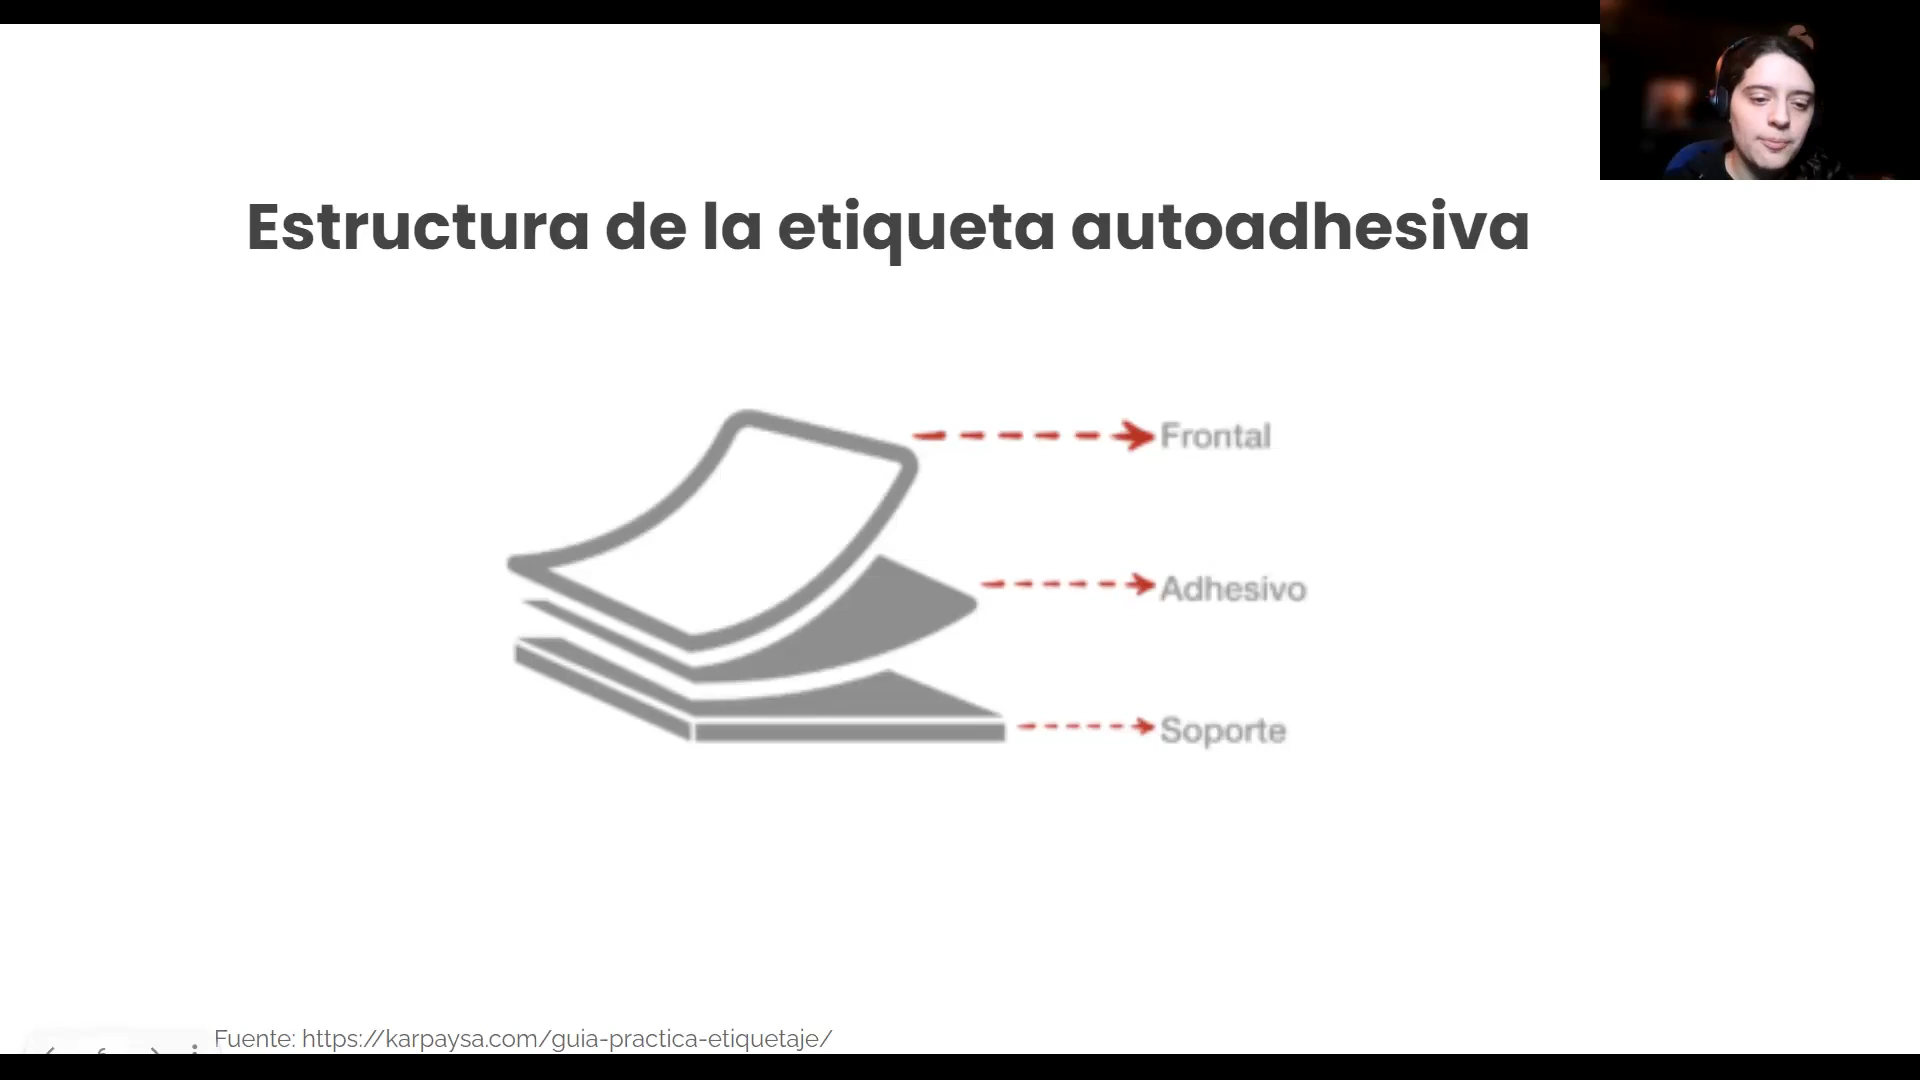 Estructura de la etiqueta autoadhesiva
Frontal
Adhesivo
Soporte
Fuente: https://karpaysa.com/guia-practica-etiquetaje/